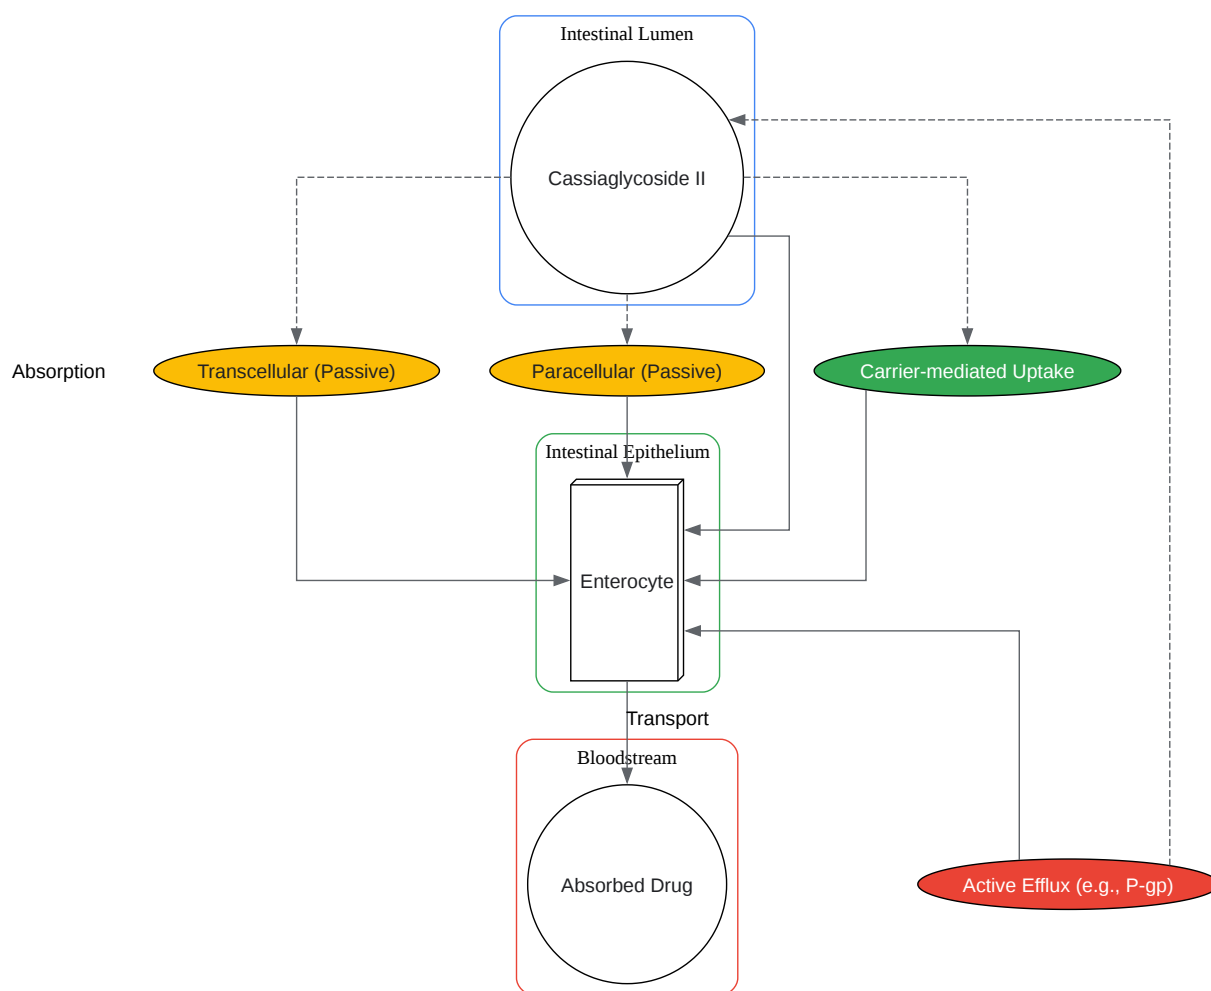 Intestinal Lumen
Cassiaglycoside II
Absorption
Transcellular (Passive)
Paracellular (Passive)
Carrier-mediated Uptake
Intestinal Epithelium
Enterocyte
Transport
Bloodstream
Absorbed Drug
Active Efflux (e.g., P-gp)